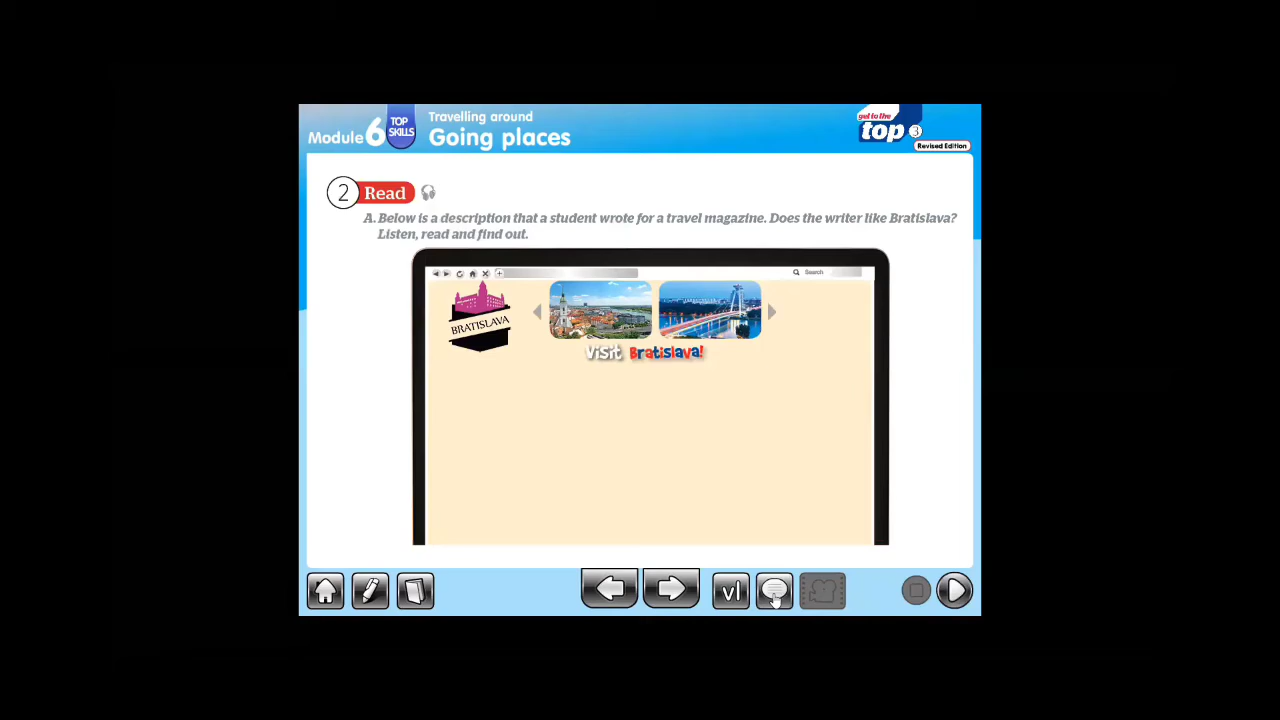 Module 6
TOP
SKILLS
Travelling around
Going places
get to the
top 3
Revised Edition
2 Read
A. Below is a description that a student wrote for a travel magazine. Does the writer like Bratislava?
Listen, read and find out.
Search
BRATISLAVA
Visit Bratislava!
vl